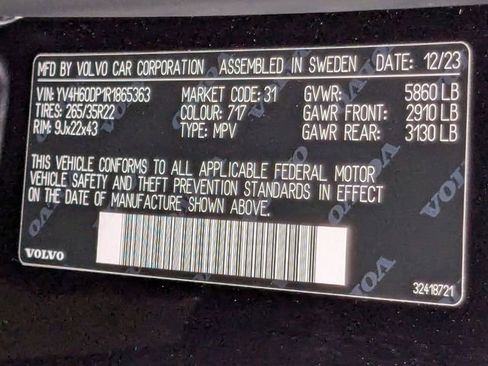 MFD BY VOLVO CAR CORPORATION ASSEMBLED IN SWEDEN DATE: 12/23
VIN: YV4H60DP1R1865363 MARKET CODE: 31 GVWR: 5860 LB
TIRES: 265/35R22 COLOUR: 717 GAWR FRONT: 2910 LB
RIM: 9Jx22x43 TYPE: MPV GAWR REAR: 3130 LB
THIS VEHICLE CONFORMS TO ALL APPLICABLE FEDERAL MOTOR
VEHICLE SAFETY AND THEFT PREVENTION STANDARDS IN EFFECT
ON THE DATE OF MANUFACTURE SHOWN ABOVE.
VOLVO
32418721